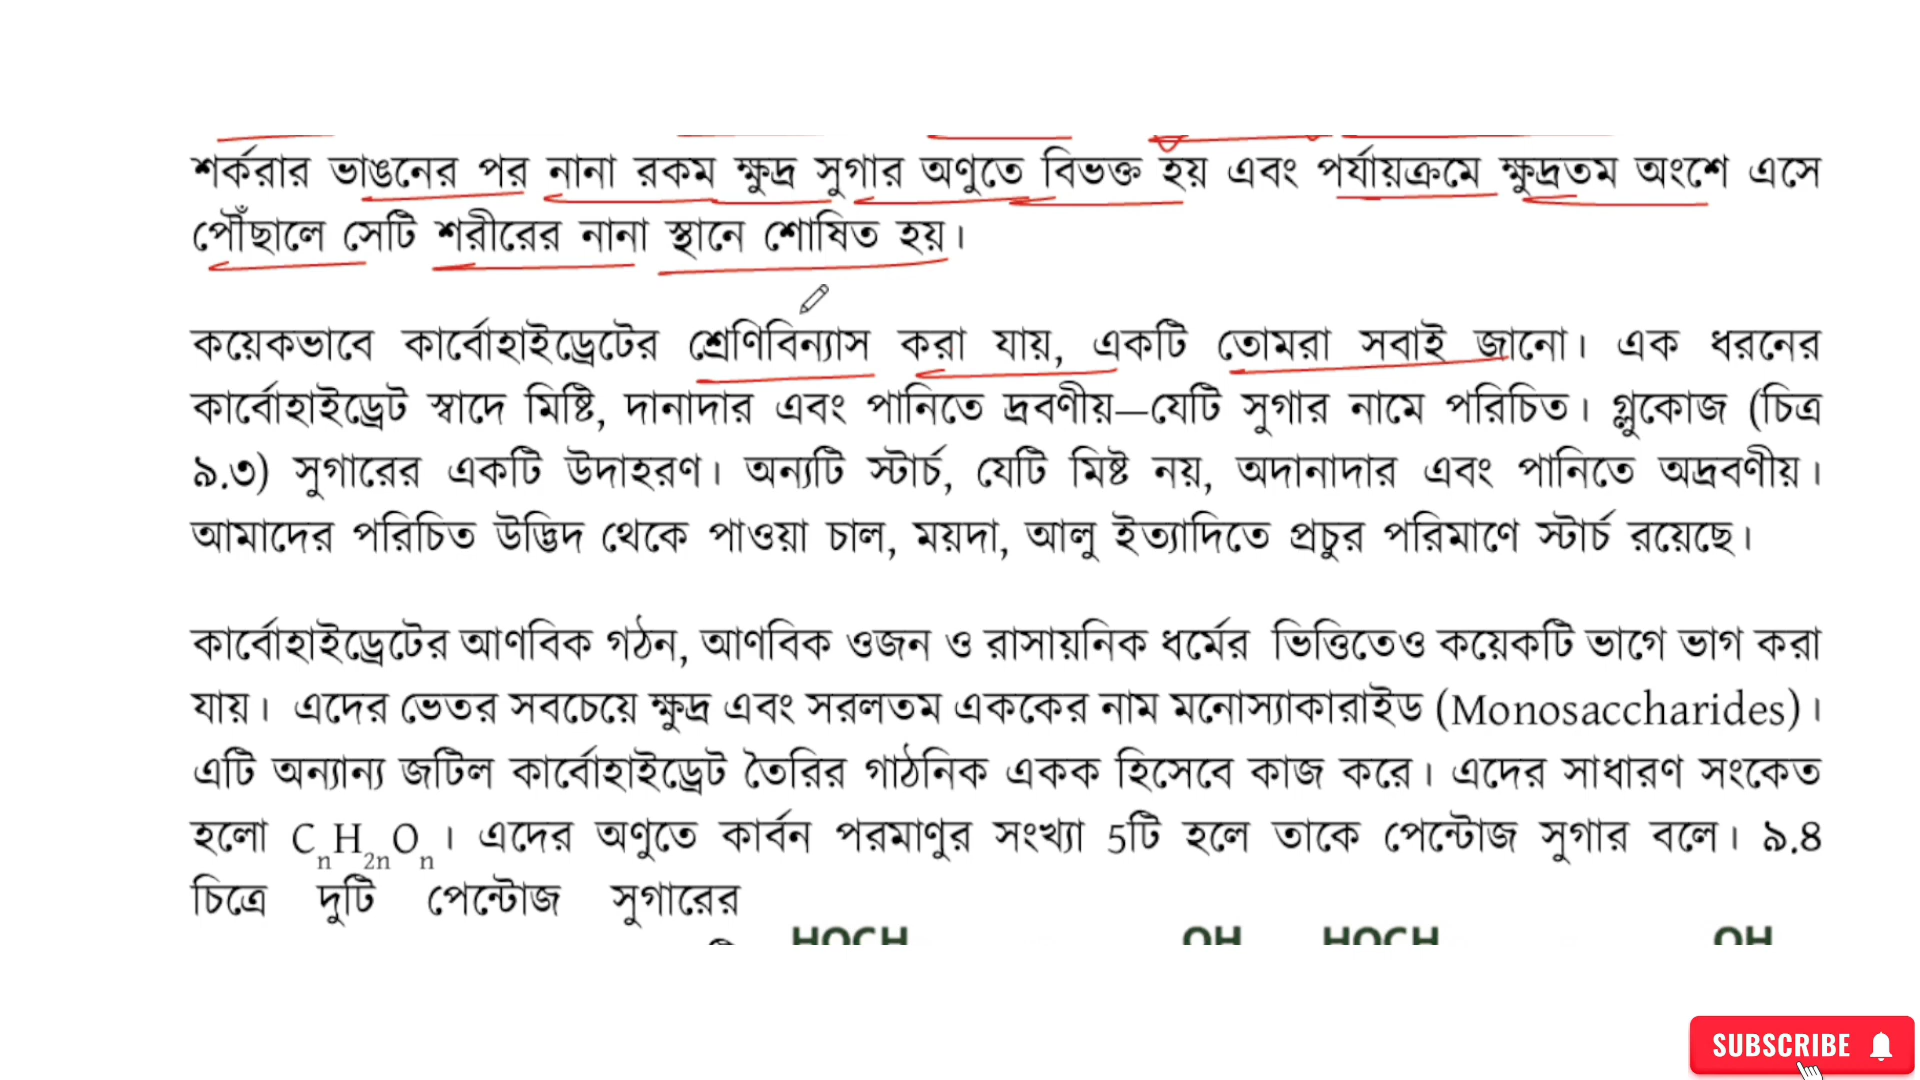 শর্করার ভাঙনের পর নানা রকম ক্ষুদ্র সুগার অণুতে বিভক্ত হয় এবং পর্যায়ক্রমে ক্ষুদ্রতম অংশে এসে
পৌঁছালে সেটি শরীরের নানা স্থানে শোষিত হয়।
কয়েকভাবে কার্বোহাইড্রেটের শ্রেণিবিন্যাস করা যায়, একটি তোমরা সবাই জানো। এক ধরনের
কার্বোহাইড্রেট স্বাদে মিষ্টি, দানাদার এবং পানিতে দ্রবণীয়—যেটি সুগার নামে পরিচিত। গ্লুকোজ (চিত্র
৯.৩) সুগারের একটি উদাহরণ। অন্যটি স্টার্চ, যেটি মিষ্ট নয়, অদানাদার এবং পানিতে অদ্রবণীয়।
আমাদের পরিচিত উদ্ভিদ থেকে পাওয়া চাল, ময়দা, আলু ইত্যাদিতে প্রচুর পরিমাণে স্টার্চ রয়েছে।
কার্বোহাইড্রেটের আণবিক গঠন, আণবিক ওজন ও রাসায়নিক ধর্মের ভিত্তিতেও কয়েকটি ভাগে ভাগ করা
যায়। এদের ভেতর সবচেয়ে ক্ষুদ্র এবং সরলতম এককের নাম মনোস্যাকারাইড (Monosaccharides)।
এটি অন্যান্য জটিল কার্বোহাইড্রেট তৈরির গাঠনিক একক হিসেবে কাজ করে। এদের সাধারণ সংকেত
হলো CnH2nOn। এদের অণুতে কার্বন পরমাণুর সংখ্যা 5টি হলে তাকে পেন্টোজ সুগার বলে। ৯.৪
চিত্রে দুটি পেন্টোজ সুগারের
HOCH OH HOCH OH
SUBSCRIBE